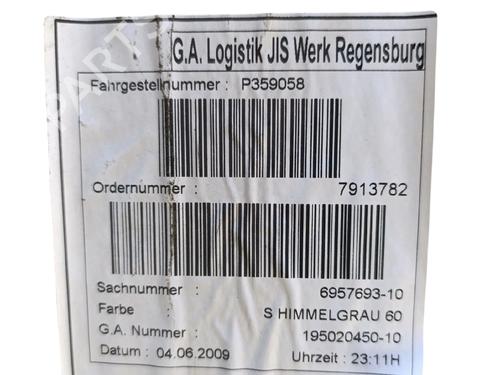 G.A. Logistik JIS Werk Regensburg
Fahrgestellnummer : P359058
Ordernummer : 7913782
Sachnummer : 6957693-10
Farbe : S HIMMELGRAU 60
G.A. Nummer : 195020450-10
Datum : 04.06.2009 Uhrzeit : 23:11H